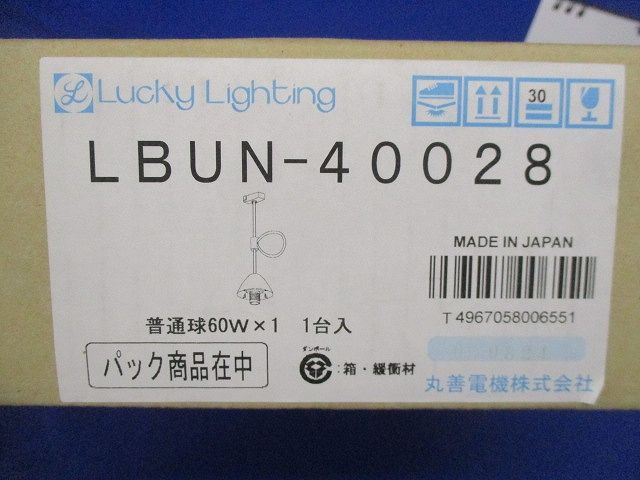 Lucky Lighting
30
LBUN-40028
MADE IN JAPAN
T 4967058006551
普通球60W×1 1台入
パック商品在中
ダンボール
:箱・緩衝材
丸善電機株式会社